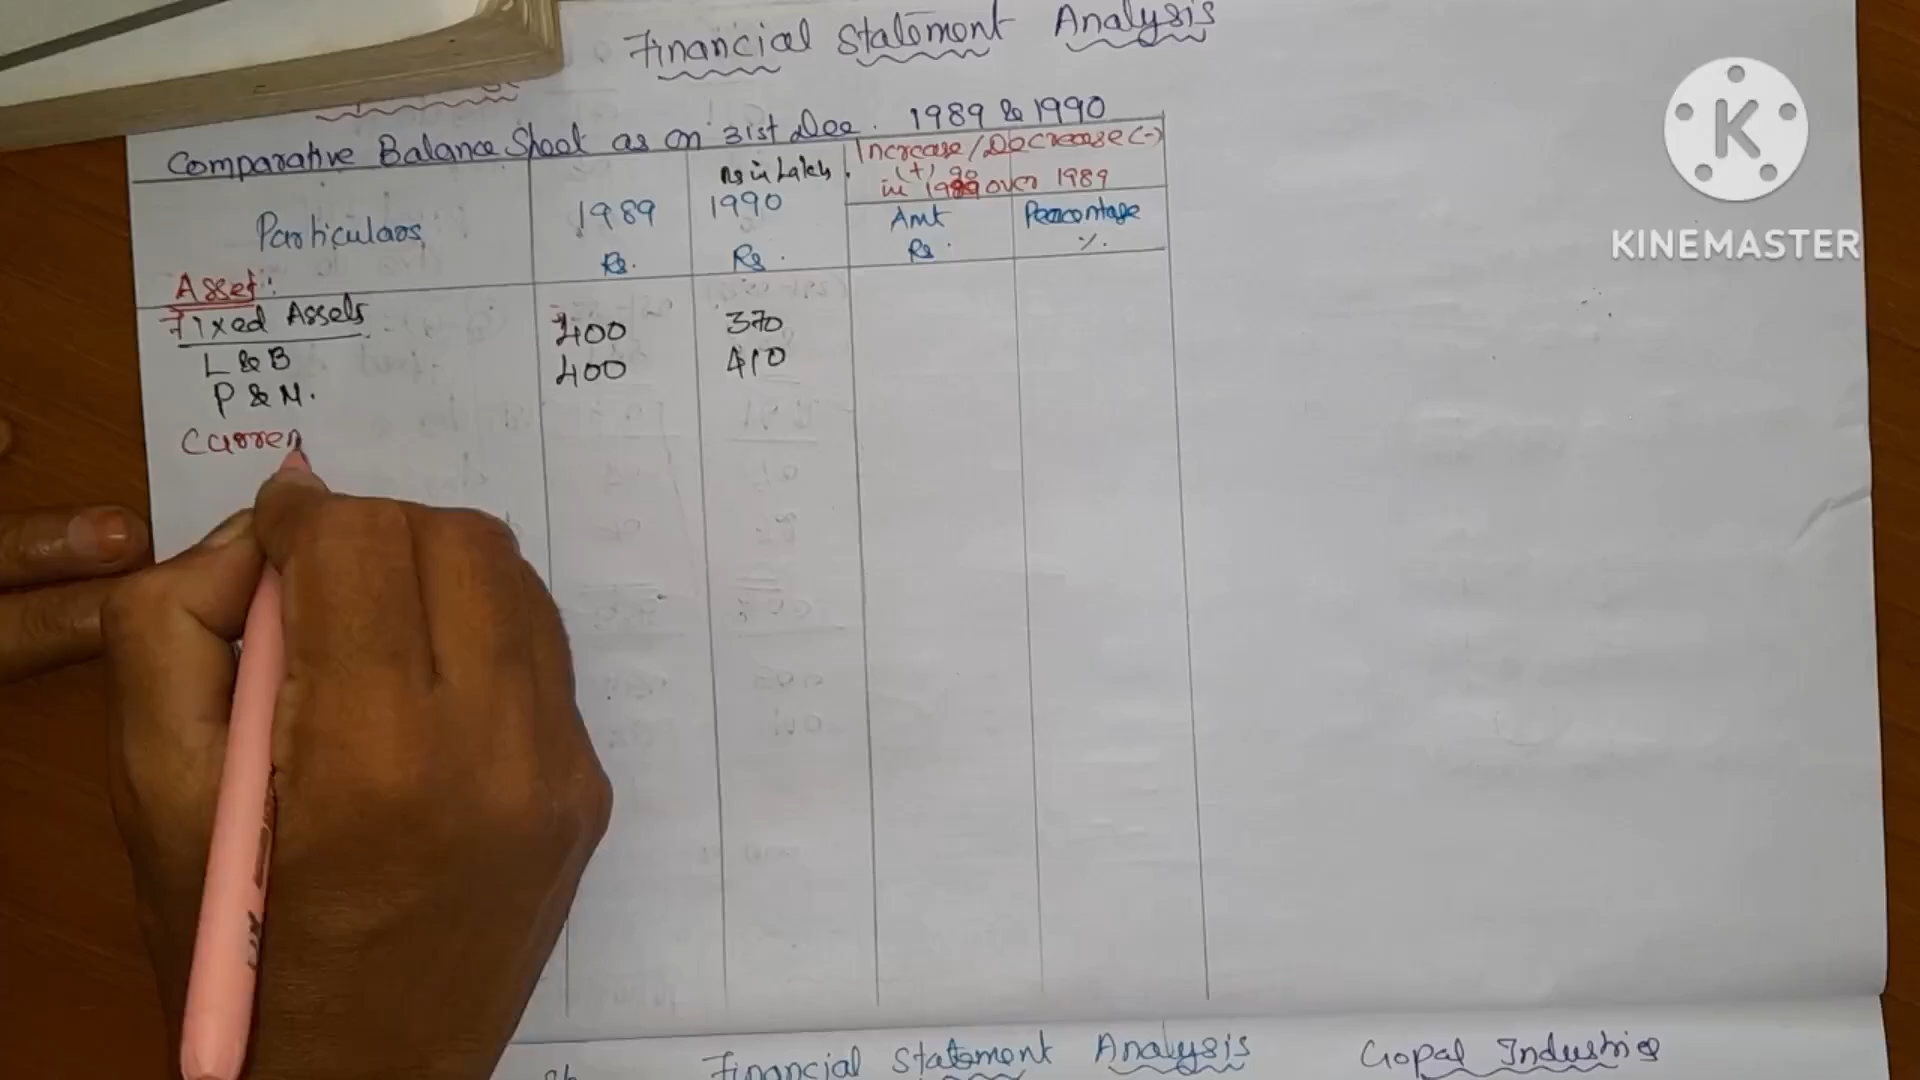 Financial Statement Analysis
Comparative Balance Sheet as on 31st Dec. 1989 & 1990
Rs in Lakhs.
Increase/Decrease (-)
(+) 90
in 1989 over 1989
Particulars
1989
1990
Amt
Percentage
Rs.
Rs.
Rs.
%.
Asset:
Fixed Assets
400
370
L & B
400
410
P & M.
Curren
Financial Statement Analysis
Gopal Industries
K
KINEMASTER